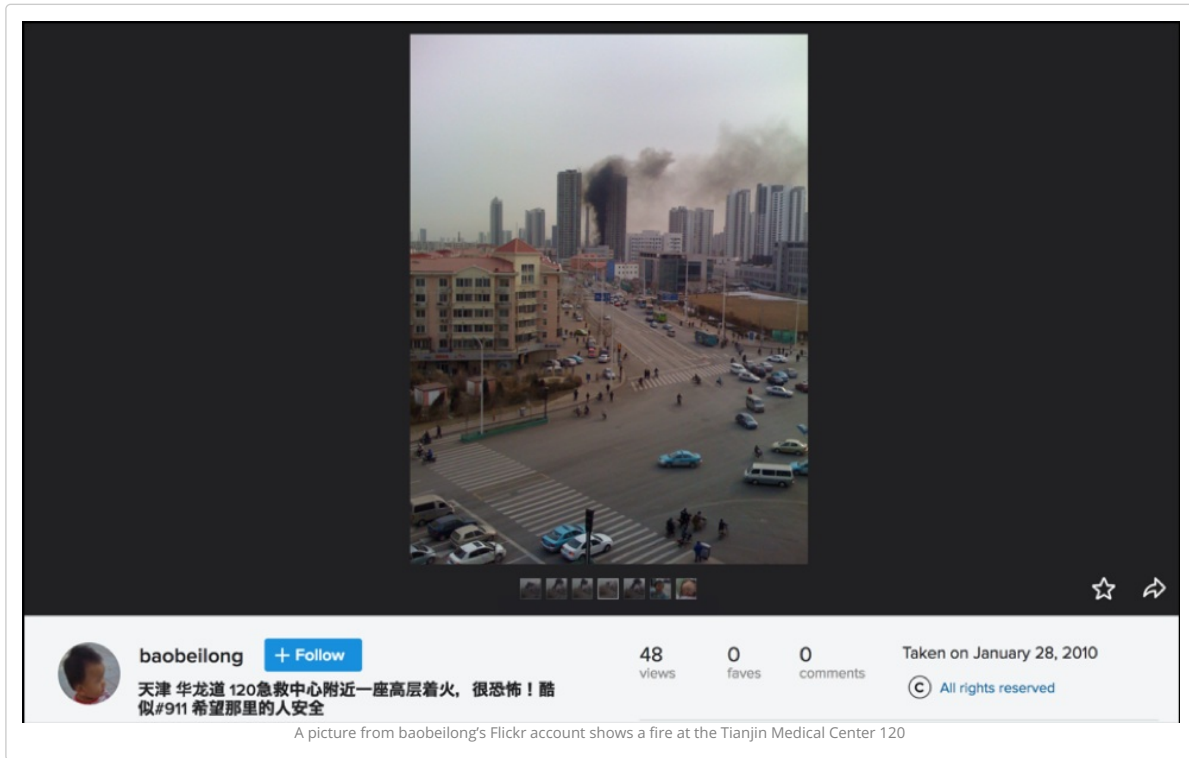 baobeilong
+ Follow
天津 华龙道 120急救中心附近一座高层着火，很恐怖！酷
似#911 希望那里的人安全
48
views
0
faves
0
comments
Taken on January 28, 2010
C All rights reserved
A picture from baobeilong's Flickr account shows a fire at the Tianjin Medical Center 120